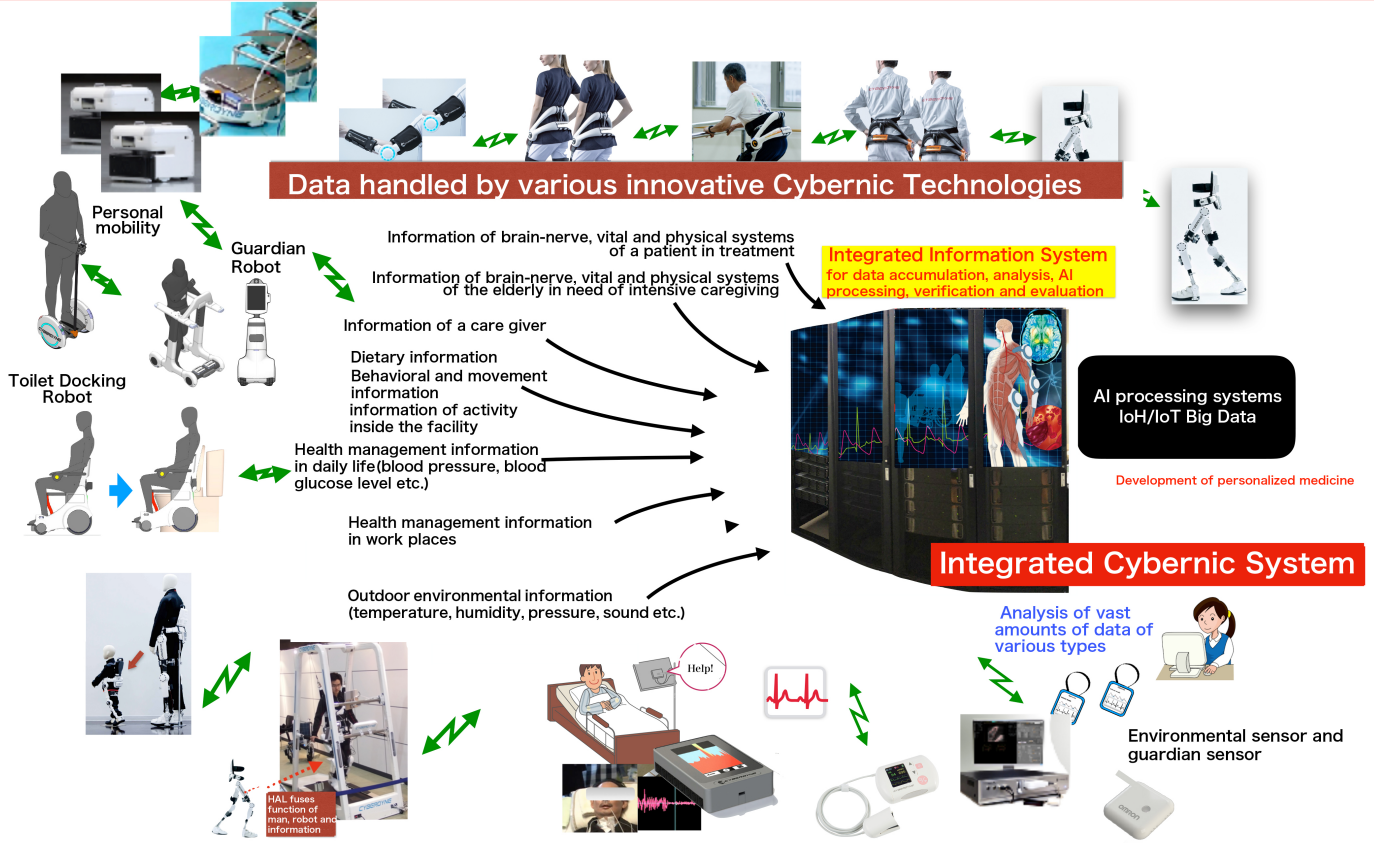 Data handled by various innovative Cybernic Technologies
Personal
mobility
Guardian
Robot
Information of brain-nerve, vital and physical systems
of a patient in treatment
Integrated Information System
for data accumulation, analysis, AI
processing, verification and evaluation
Information of brain-nerve, vital and physical systems
of the elderly in need of intensive caregiving
Information of a care giver
Dietary information
Behavioral and movement
information
information of activity
inside the facility
Toilet Docking
Robot
AI processing systems
IoH/IoT Big Data
Health management information
in daily life(blood pressure, blood
glucose level etc.)
Development of personalized medicine
Health management information
in work places
Integrated Cybernic System
Outdoor environmental information
(temperature, humidity, pressure, sound etc.)
Analysis of vast
amounts of data of
various types
Help!
Environmental sensor and
guardian sensor
HAL fuses
function of
man, robot and
information
CYBERDYNE
OMRON